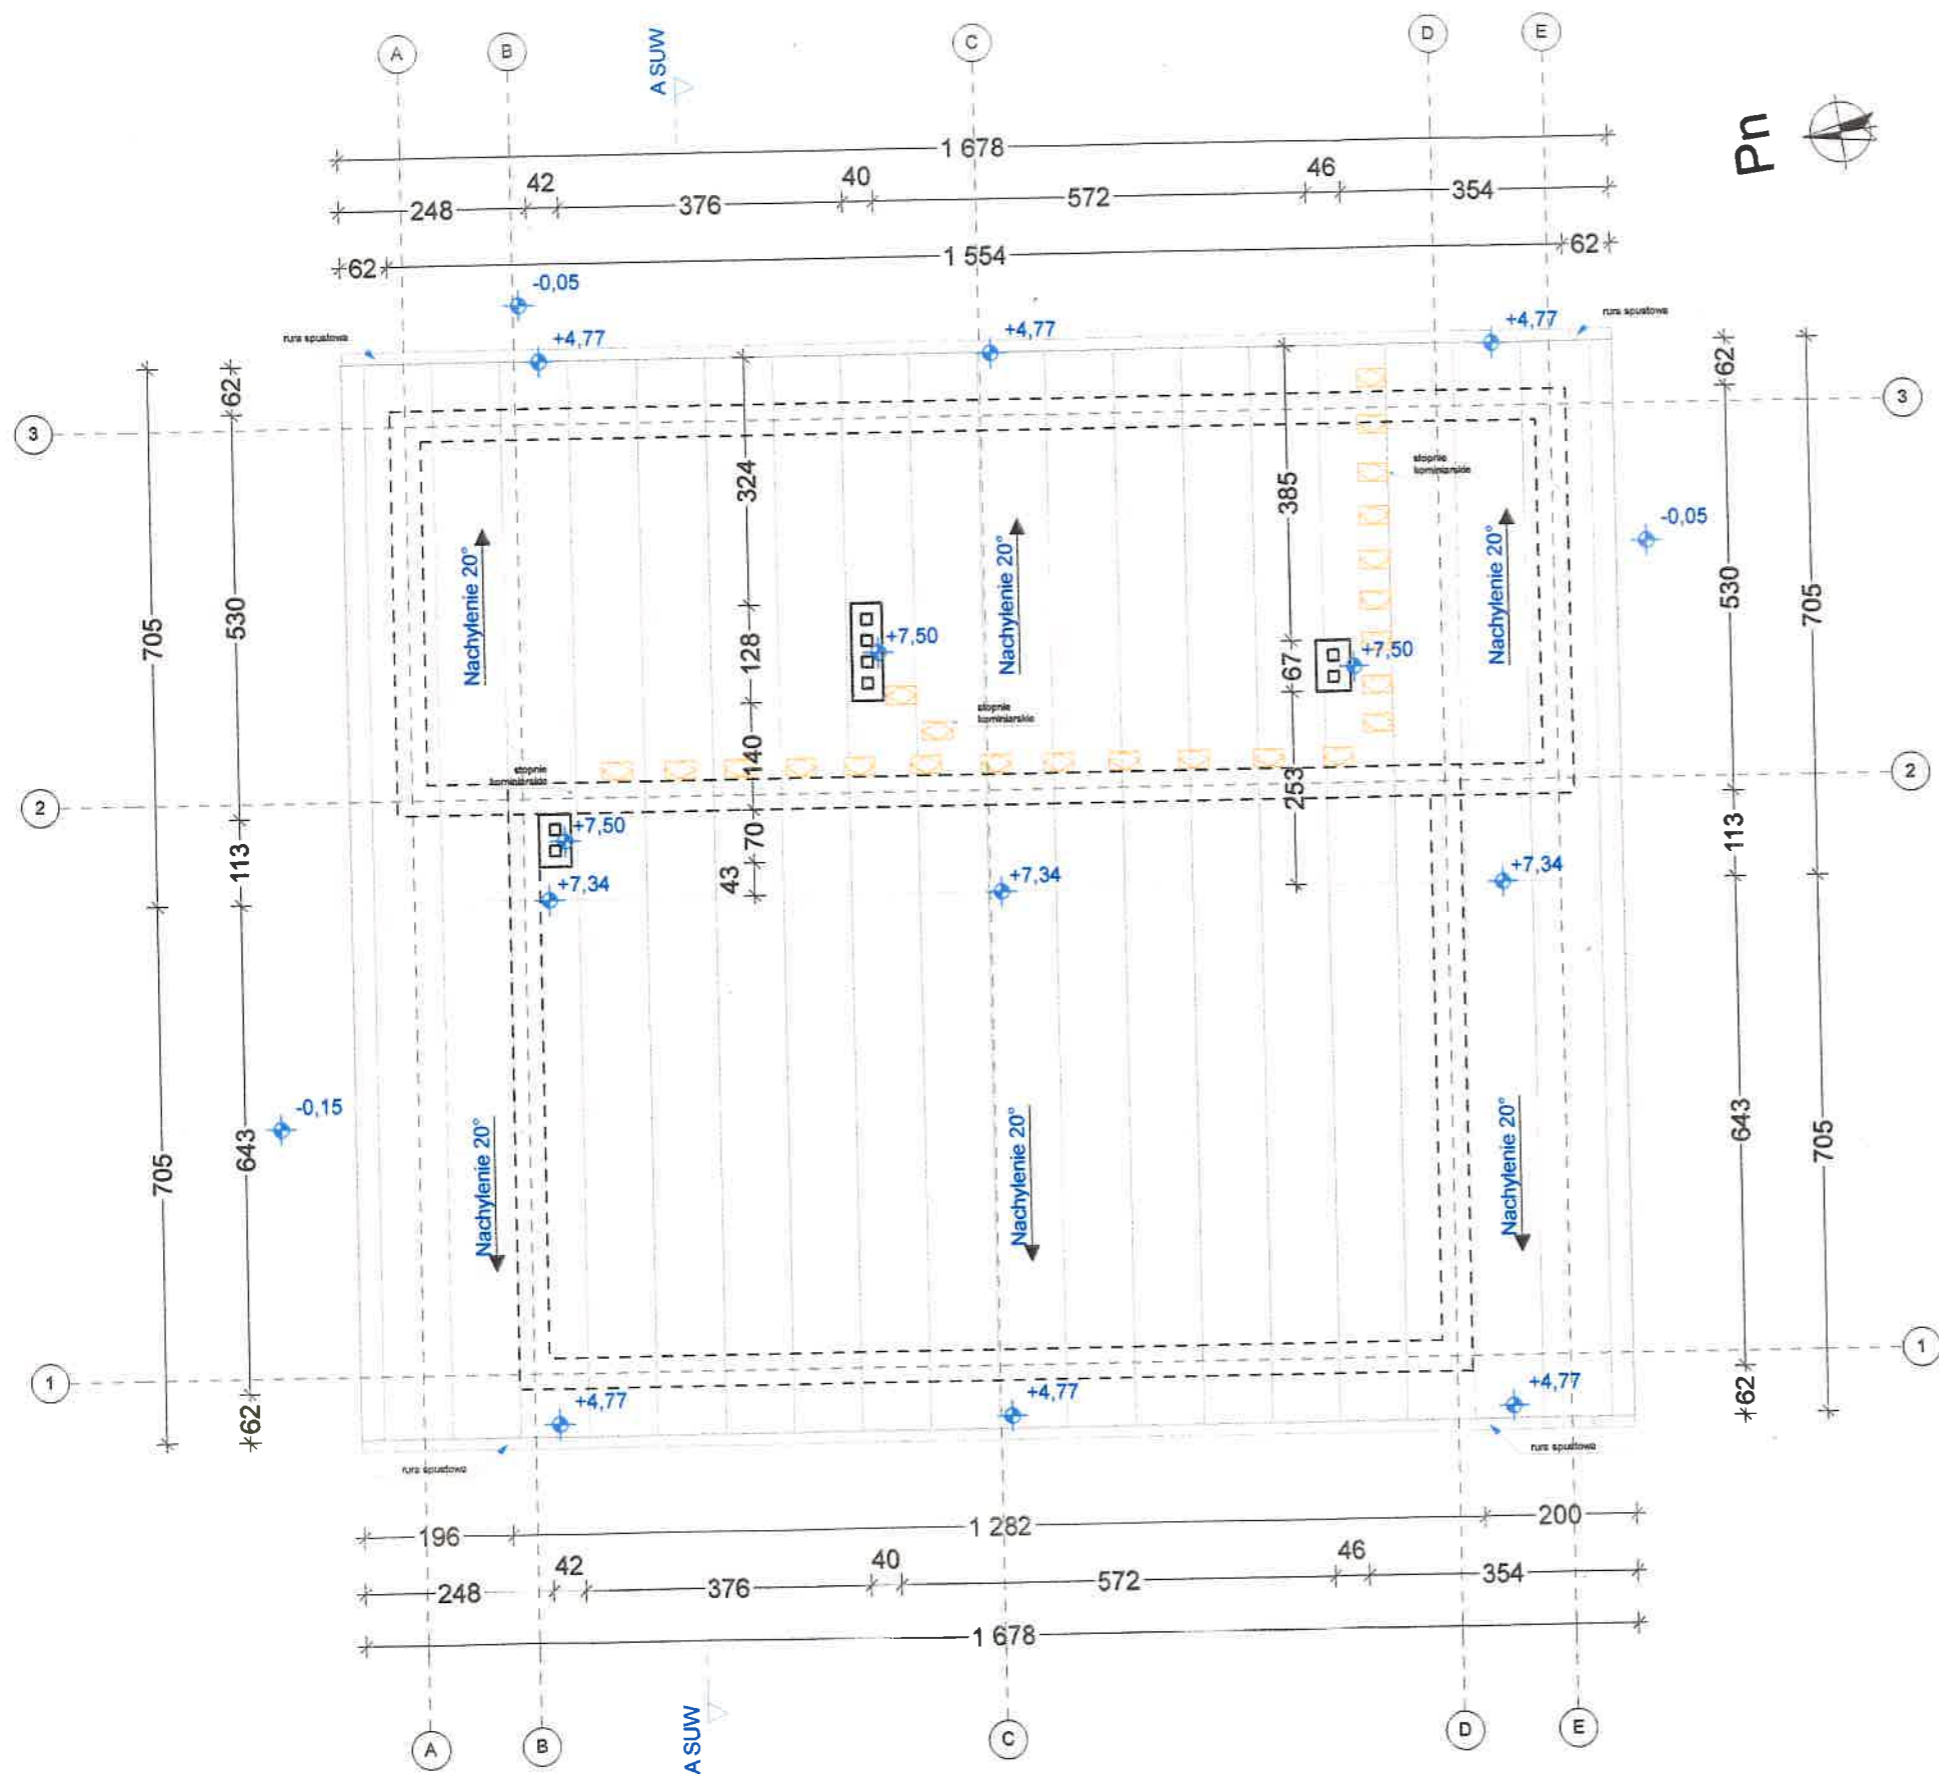 A
B
C
D
E
A SUW
Pn
1 678
42
40
46
248
376
572
354
62
1 554
62
-0,05
rura spustowa
+4,77
+4,77
+4,77
rura spustowa
62
62
3
3
324
385
stopnie
kominiarskie
-0,05
Nachylenie 20°
Nachylenie 20°
Nachylenie 20°
705
530
530
705
128
+7,50
67
+7,50
stopnie
kominiarskie
140
stopnie
kominiarskie
253
2
2
113
+7,50
70
113
43
+7,34
+7,34
+7,34
-0,15
705
643
Nachylenie 20°
Nachylenie 20°
Nachylenie 20°
643
705
1
1
62
+4,77
+4,77
+4,77
62
rura spustowa
rura spustowa
196
1 282
200
42
40
46
248
376
572
354
1 678
A SUW
A
B
C
D
E